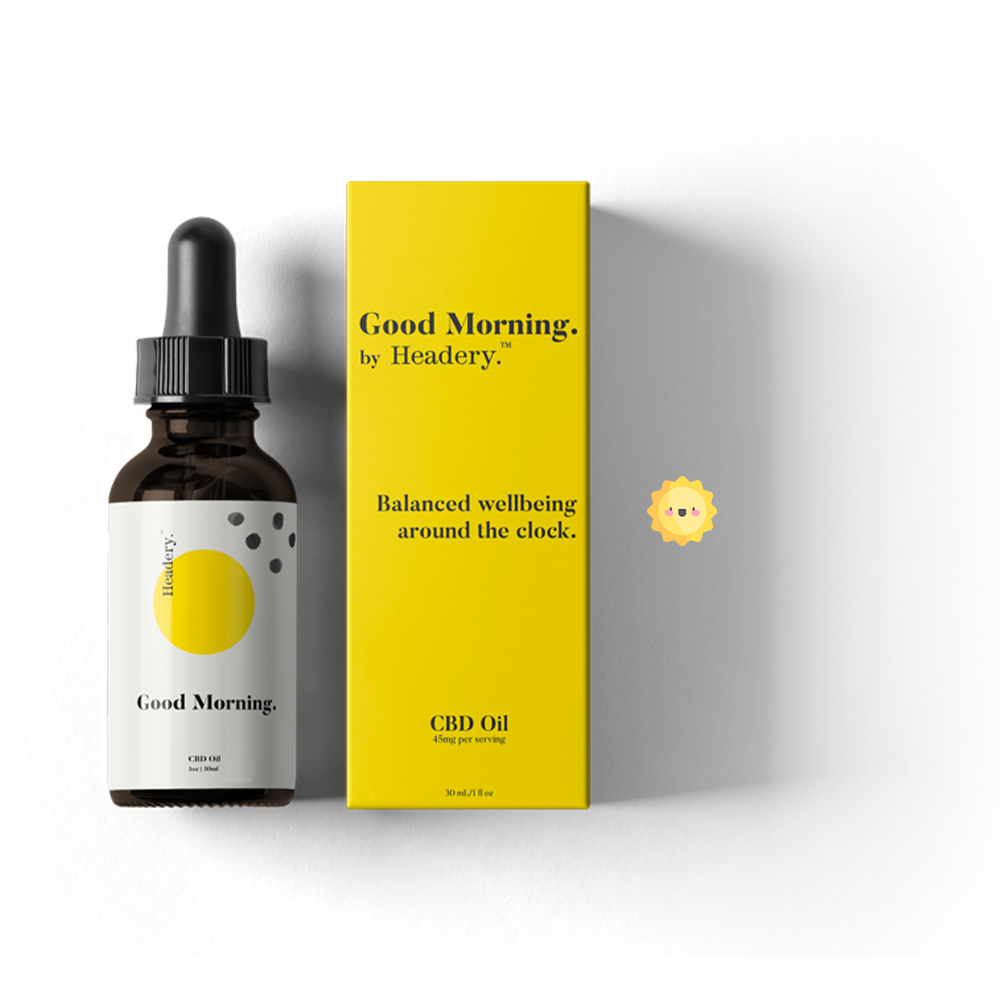 Headery.™
Good Morning.
CBD Oil
1oz | 30ml
Good Morning.
by Headery.™
Balanced wellbeing
around the clock.
CBD Oil
45mg per serving
30 mL/1 fl oz